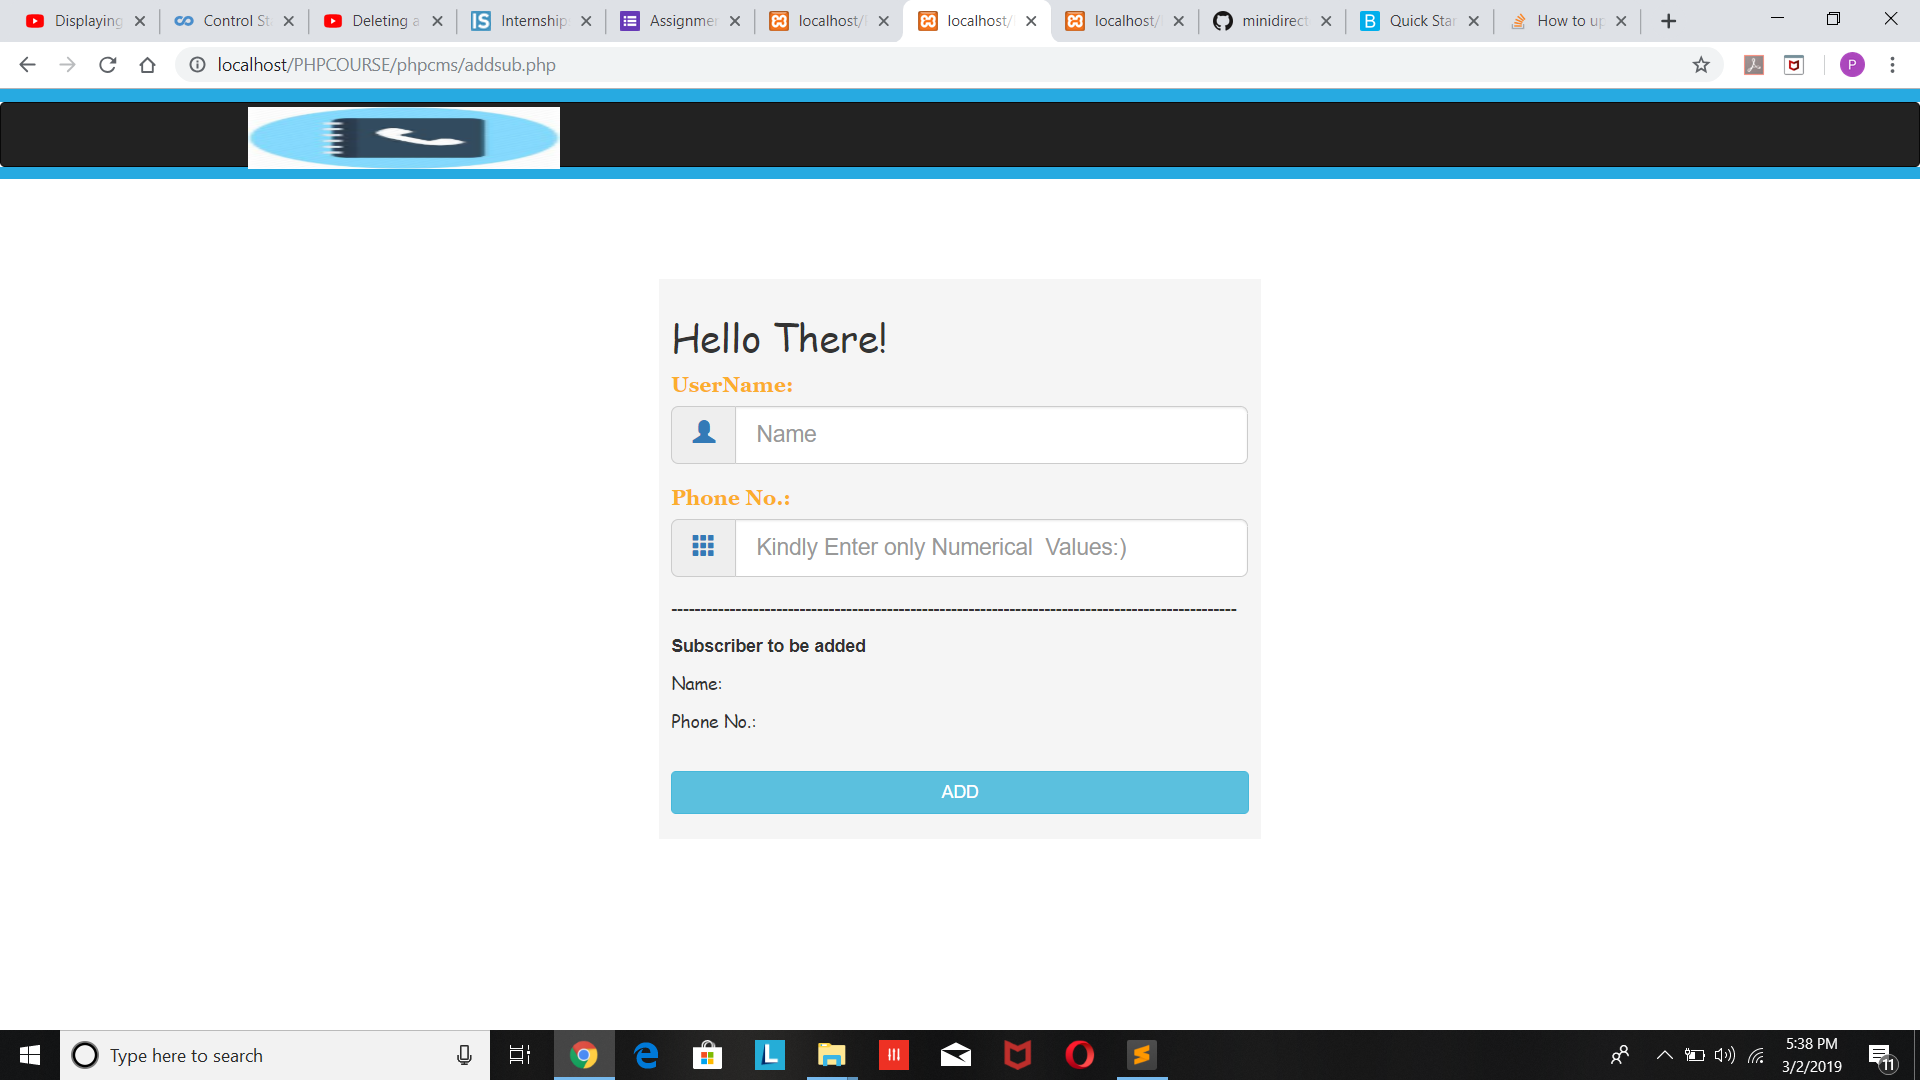 Displaying
Control St
Deleting a
Internship
Assignmen
localhost/
localhost/
localhost/
minidirect
Quick Star
How to up
localhost/PHPCOURSE/phpcms/addsub.php
P
Hello There!
UserName:
Name
Phone No.:
Kindly Enter only Numerical  Values:)
Subscriber to be added
Name:
Phone No.:
ADD
Type here to search
5:38 PM
3/2/2019
11